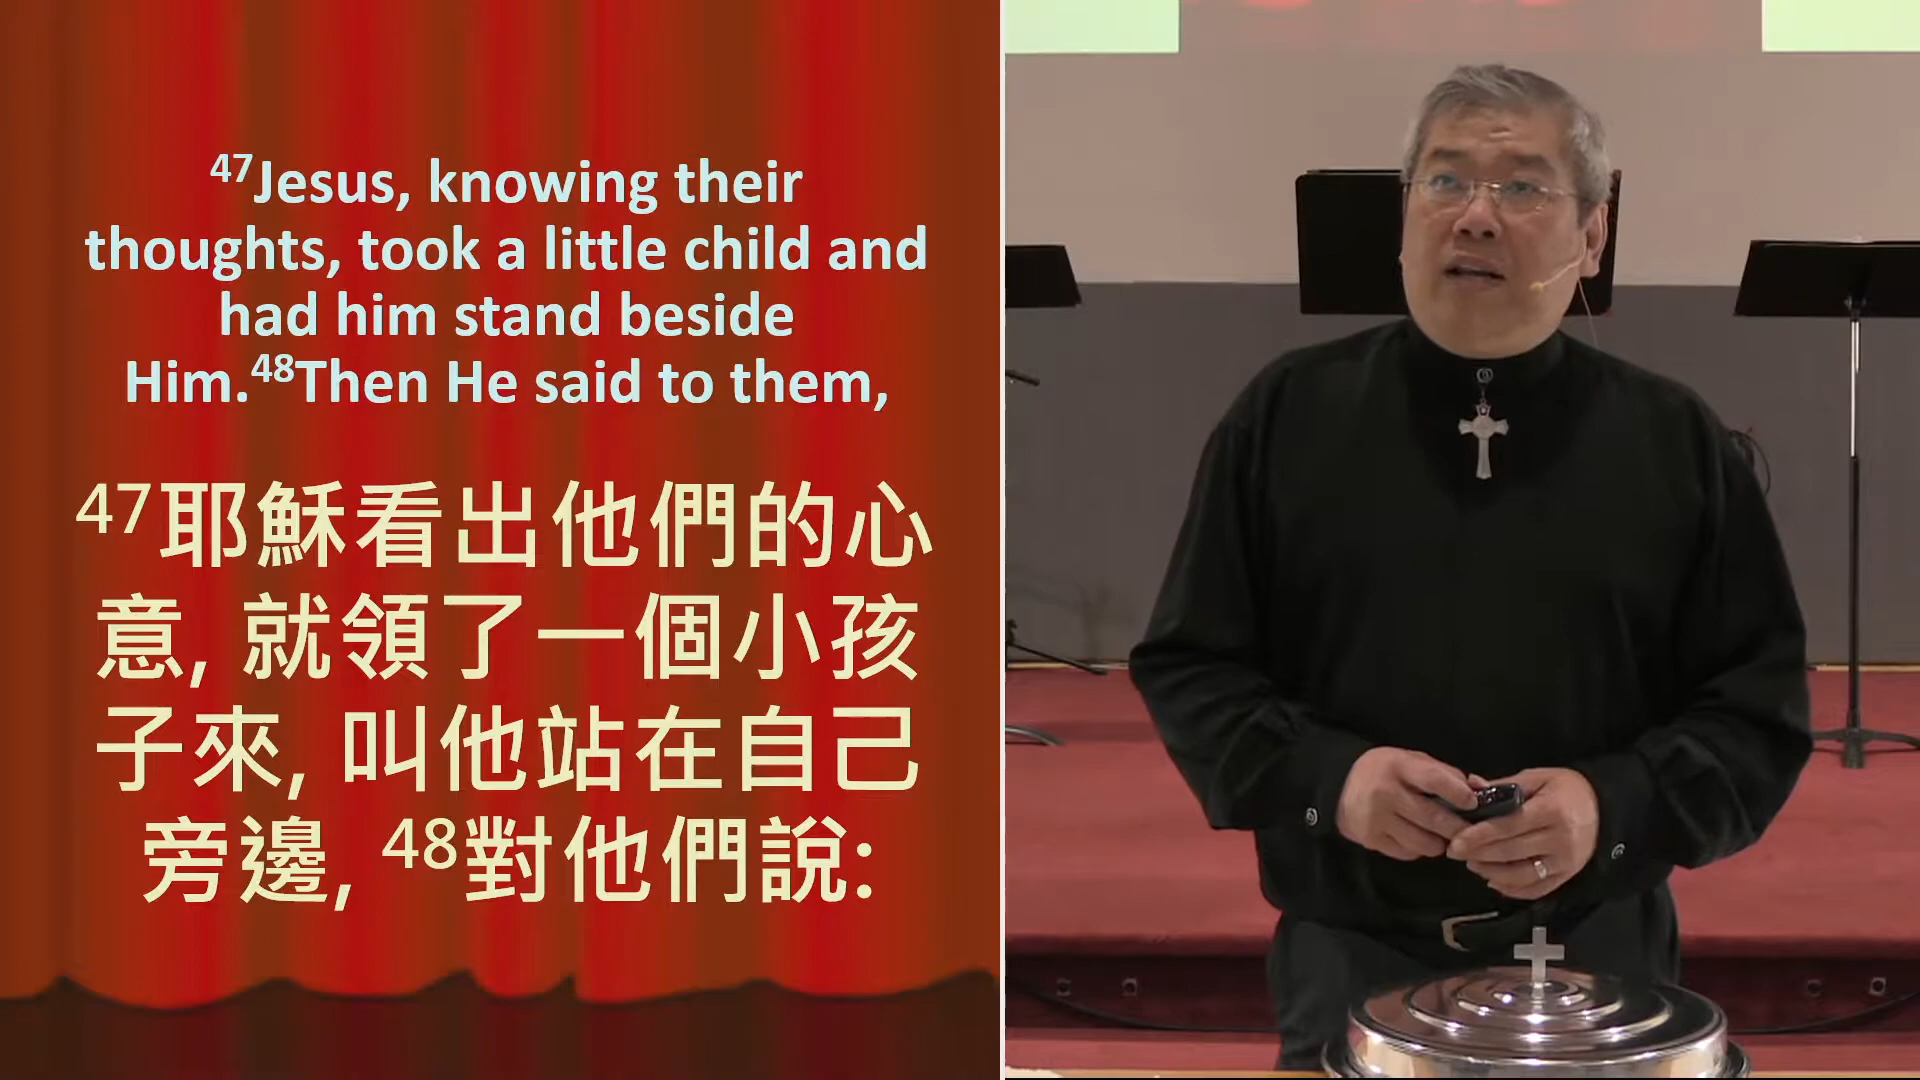 47Jesus, knowing their
thoughts, took a little child and
had him stand beside
Him.48Then He said to them,
47耶穌看出他們的心
意, 就領了一個小孩
子來, 叫他站在自己
旁邊, 48對他們說: